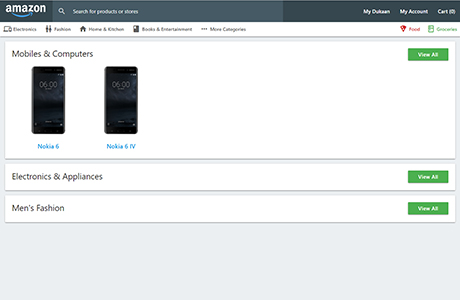 amazon
Search for products or stores
My Dukaan
My Account
Cart (0)
Electronics
Fashion
Home & Kitchen
Books & Entertainment
More Categories
Food
Groceries
Mobiles & Computers
View All
06:00
06:00
Nokia 6
Nokia 6 IV
Electronics & Appliances
View All
Men's Fashion
View All